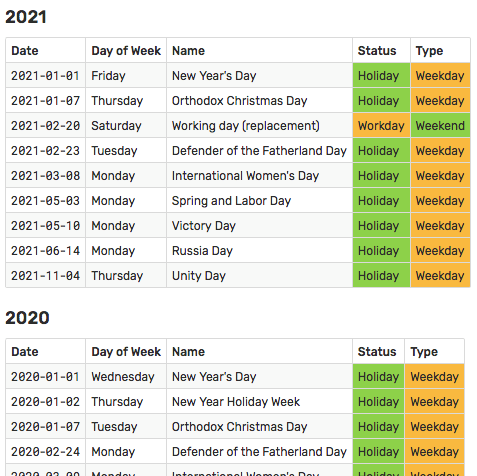 2021
Date Day of Week Name Status Type
2021-01-01 Friday New Year's Day Holiday Weekday
2021-01-07 Thursday Orthodox Christmas Day Holiday Weekday
2021-02-20 Saturday Working day (replacement) Workday Weekend
2021-02-23 Tuesday Defender of the Fatherland Day Holiday Weekday
2021-03-08 Monday International Women's Day Holiday Weekday
2021-05-03 Monday Spring and Labor Day Holiday Weekday
2021-05-10 Monday Victory Day Holiday Weekday
2021-06-14 Monday Russia Day Holiday Weekday
2021-11-04 Thursday Unity Day Holiday Weekday
2020
Date Day of Week Name Status Type
2020-01-01 Wednesday New Year's Day Holiday Weekday
2020-01-02 Thursday New Year Holiday Week Holiday Weekday
2020-01-07 Tuesday Orthodox Christmas Day Holiday Weekday
2020-02-24 Monday Defender of the Fatherland Day Holiday Weekday
2020-03-09 Monday International Women's Day Holiday Weekday